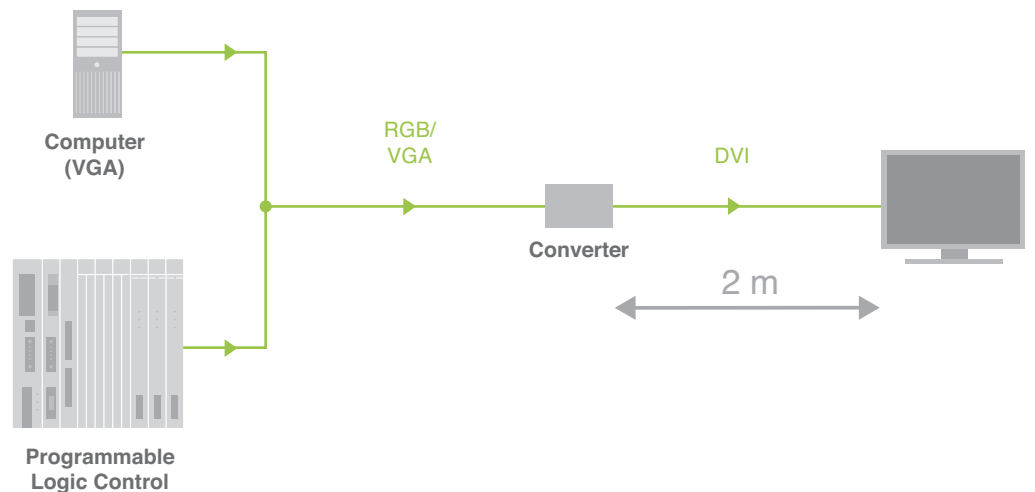 Computer
(VGA)
RGB/
VGA
DVI
Converter
2 m
Programmable
Logic Control